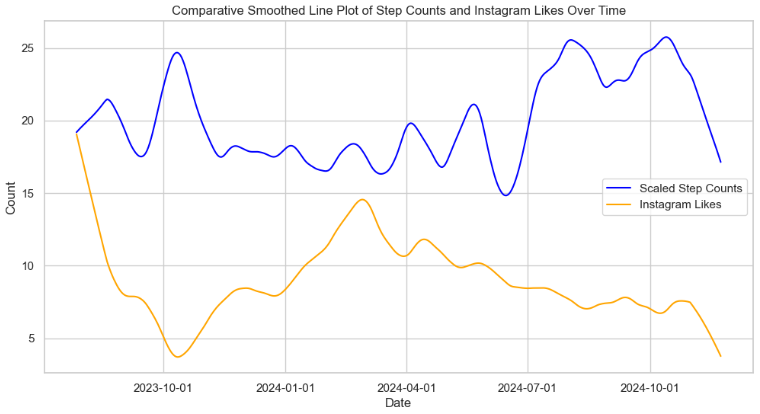 Comparative Smoothed Line Plot of Step Counts and Instagram Likes Over Time
25
20
15
10
5
Count
Scaled Step Counts
Instagram Likes
2023-10-01
2024-01-01
2024-04-01
2024-07-01
2024-10-01
Date